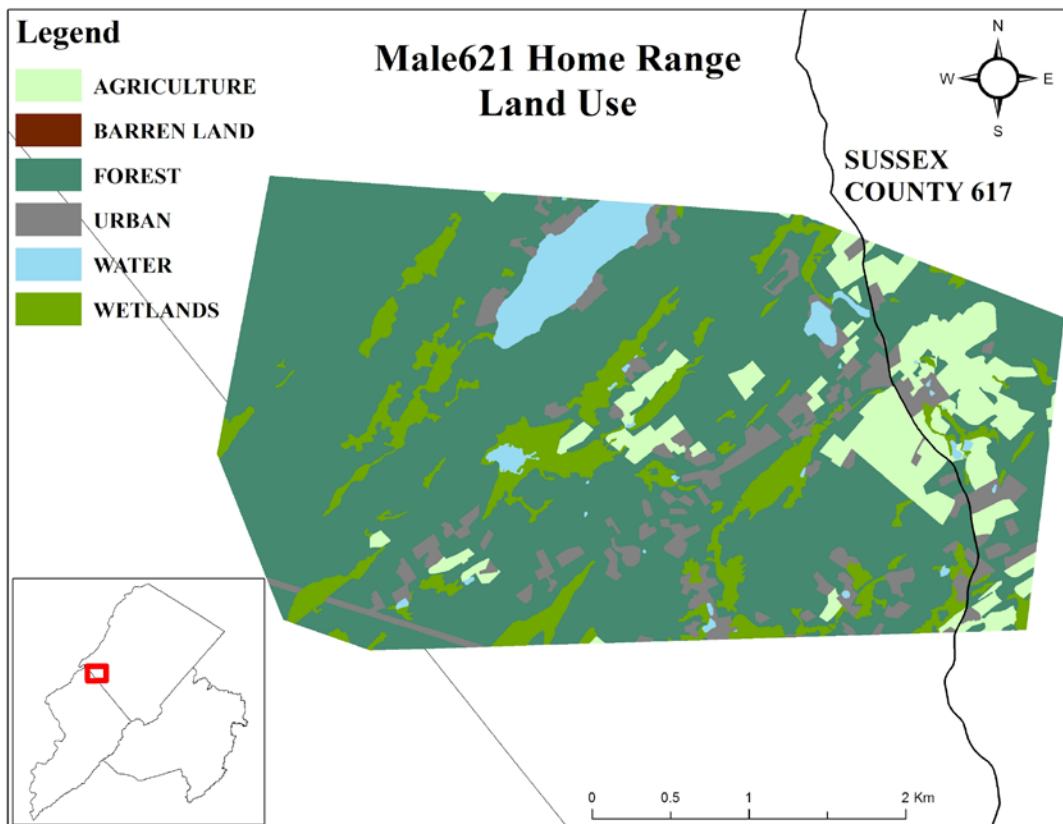 Legend
AGRICULTURE
BARREN LAND
FOREST
URBAN
WATER
WETLANDS
Male621 Home Range
Land Use
N
W
E
S
SUSSEX
COUNTY 617
0
0.5
1
2 Km